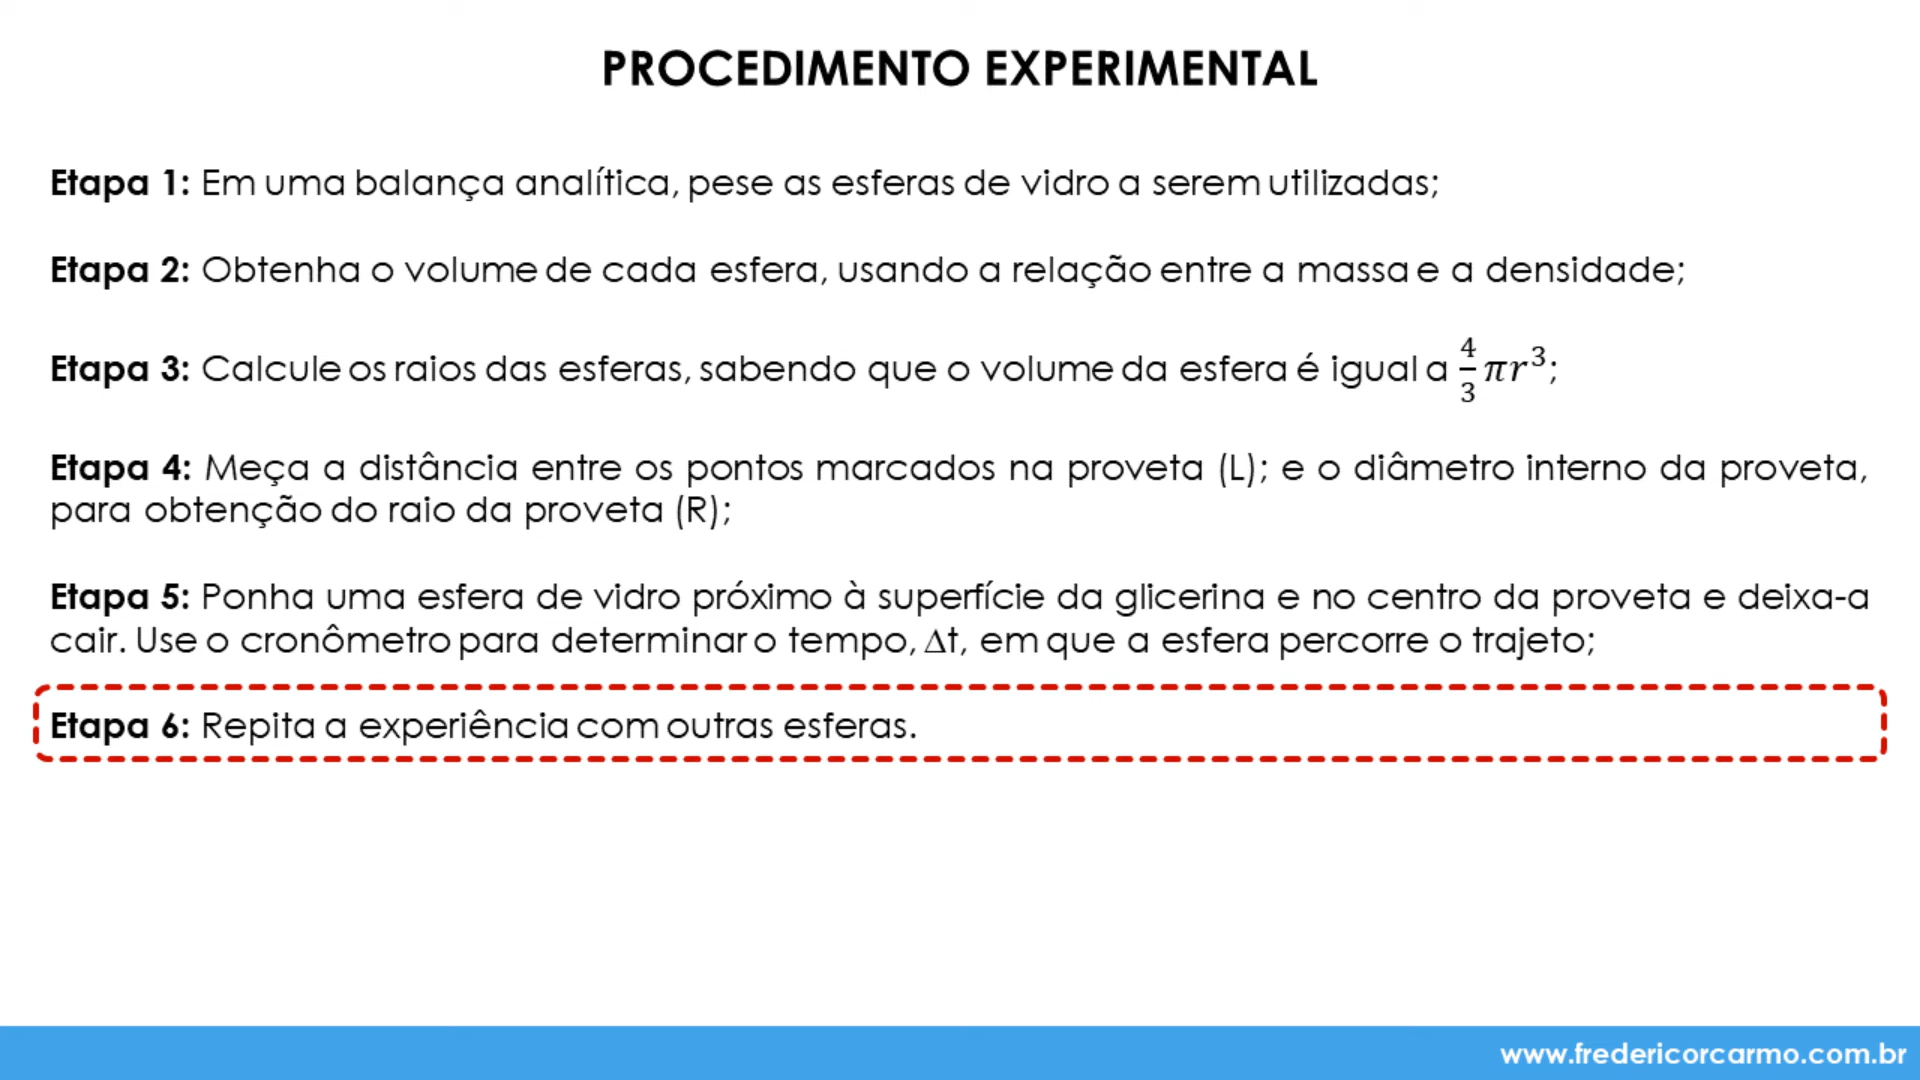 PROCEDIMENTO EXPERIMENTAL
Etapa 1: Em uma balança analítica, pese as esferas de vidro a serem utilizadas;
Etapa 2: Obtenha o volume de cada esfera, usando a relação entre a massa e a densidade;
Etapa 3: Calcule os raios das esferas, sabendo que o volume da esfera é igual a $\frac{4}{3}\pi r^3$;
Etapa 4: Meça a distância entre os pontos marcados na proveta (L); e o diâmetro interno da proveta,
para obtenção do raio da proveta (R);
Etapa 5: Ponha uma esfera de vidro próximo à superfície da glicerina e no centro da proveta e deixa-a
cair. Use o cronômetro para determinar o tempo, Δt, em que a esfera percorre o trajeto;
Etapa 6: Repita a experiência com outras esferas.
www.fredericorcarmo.com.br